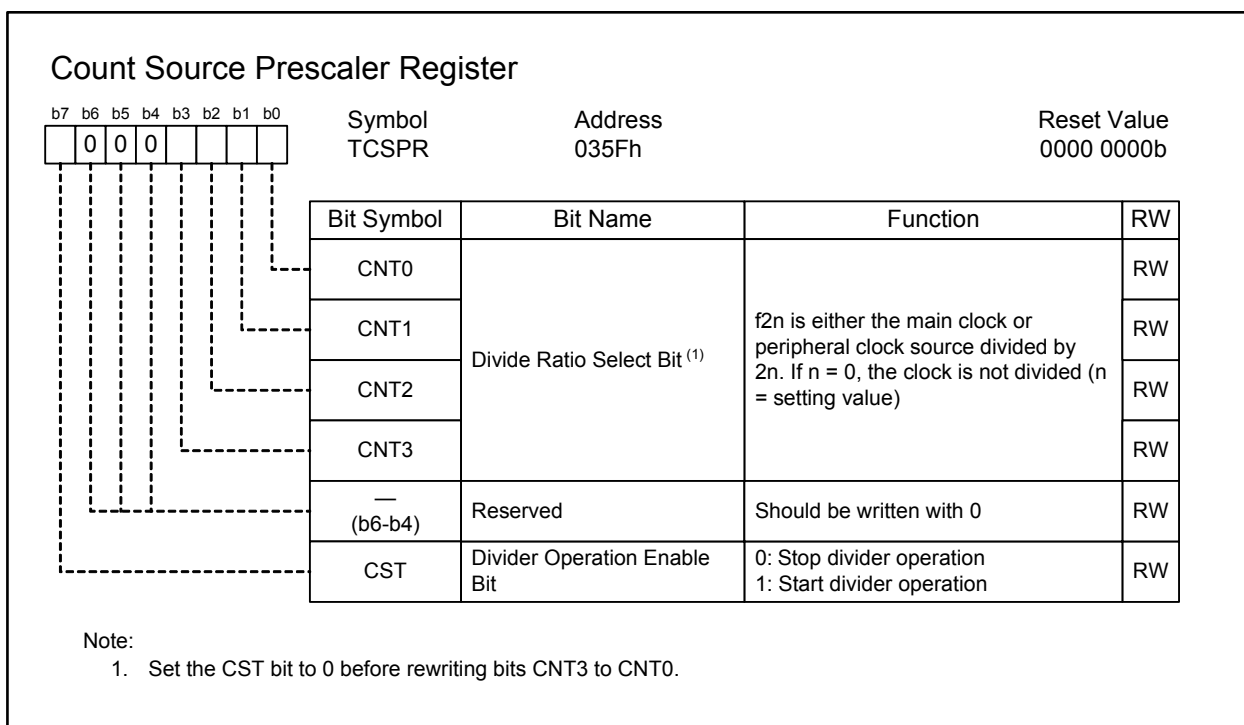 Count Source Prescaler Register
b7 b6 b5 b4 b3 b2 b1 b0
0 0 0
Symbol Address Reset Value
TCSPR 035Fh 0000 0000b
Bit Symbol Bit Name Function RW
CNT0 RW
CNT1 RW
CNT2 RW
CNT3 RW
Divide Ratio Select Bit (1)
f2n is either the main clock or
peripheral clock source divided by
2n. If n = 0, the clock is not divided (n
= setting value)
—
(b6-b4) Reserved Should be written with 0 RW
CST
Divider Operation Enable
Bit
0: Stop divider operation
1: Start divider operation
RW
Note:
1. Set the CST bit to 0 before rewriting bits CNT3 to CNT0.